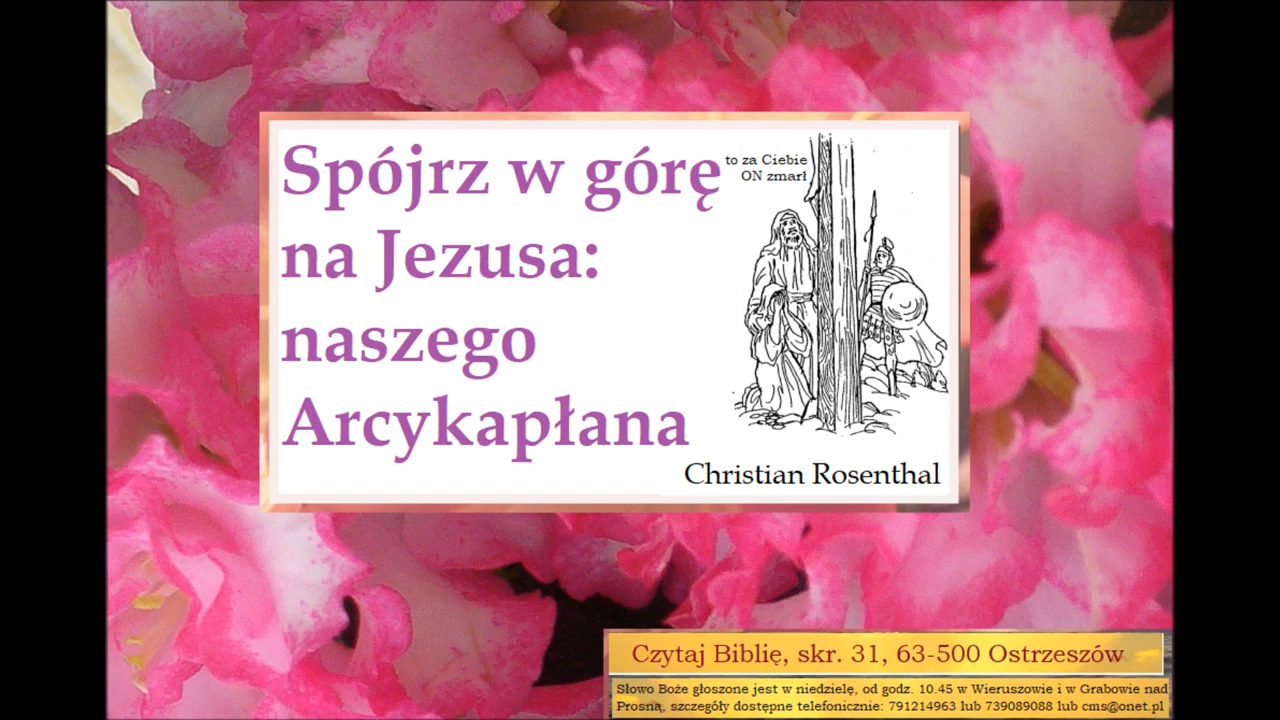 Spójrz w górę
na Jezusa:
naszego
Arcykapłana
to za Ciebie
ON zmarł
Christian Rosenthal
Czytaj Biblię, skr. 31, 63-500 Ostrzeszów
Słowo Boże głoszone jest w niedzielę, od godz. 10.45 w Wieruszowie i w Grabowie nad
Prosną, szczegóły dostępne telefonicznie: 791214963 lub 739089088 lub cms@onet.pl